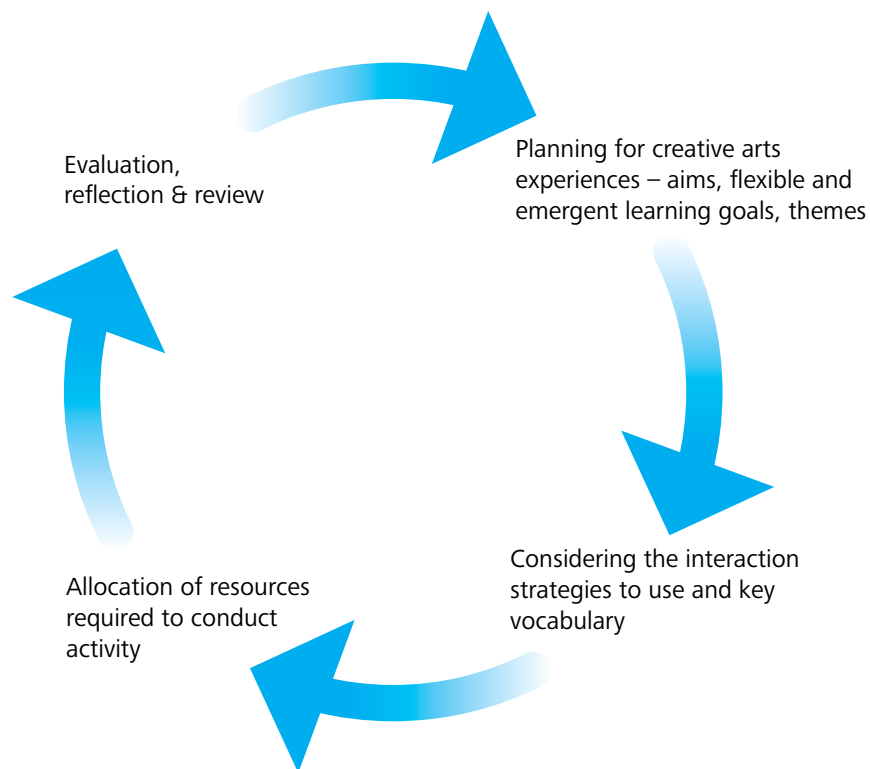 Evaluation,
reflection & review
Planning for creative arts
experiences – aims, flexible and
emergent learning goals, themes
Considering the interaction
strategies to use and key
vocabulary
Allocation of resources
required to conduct
activity